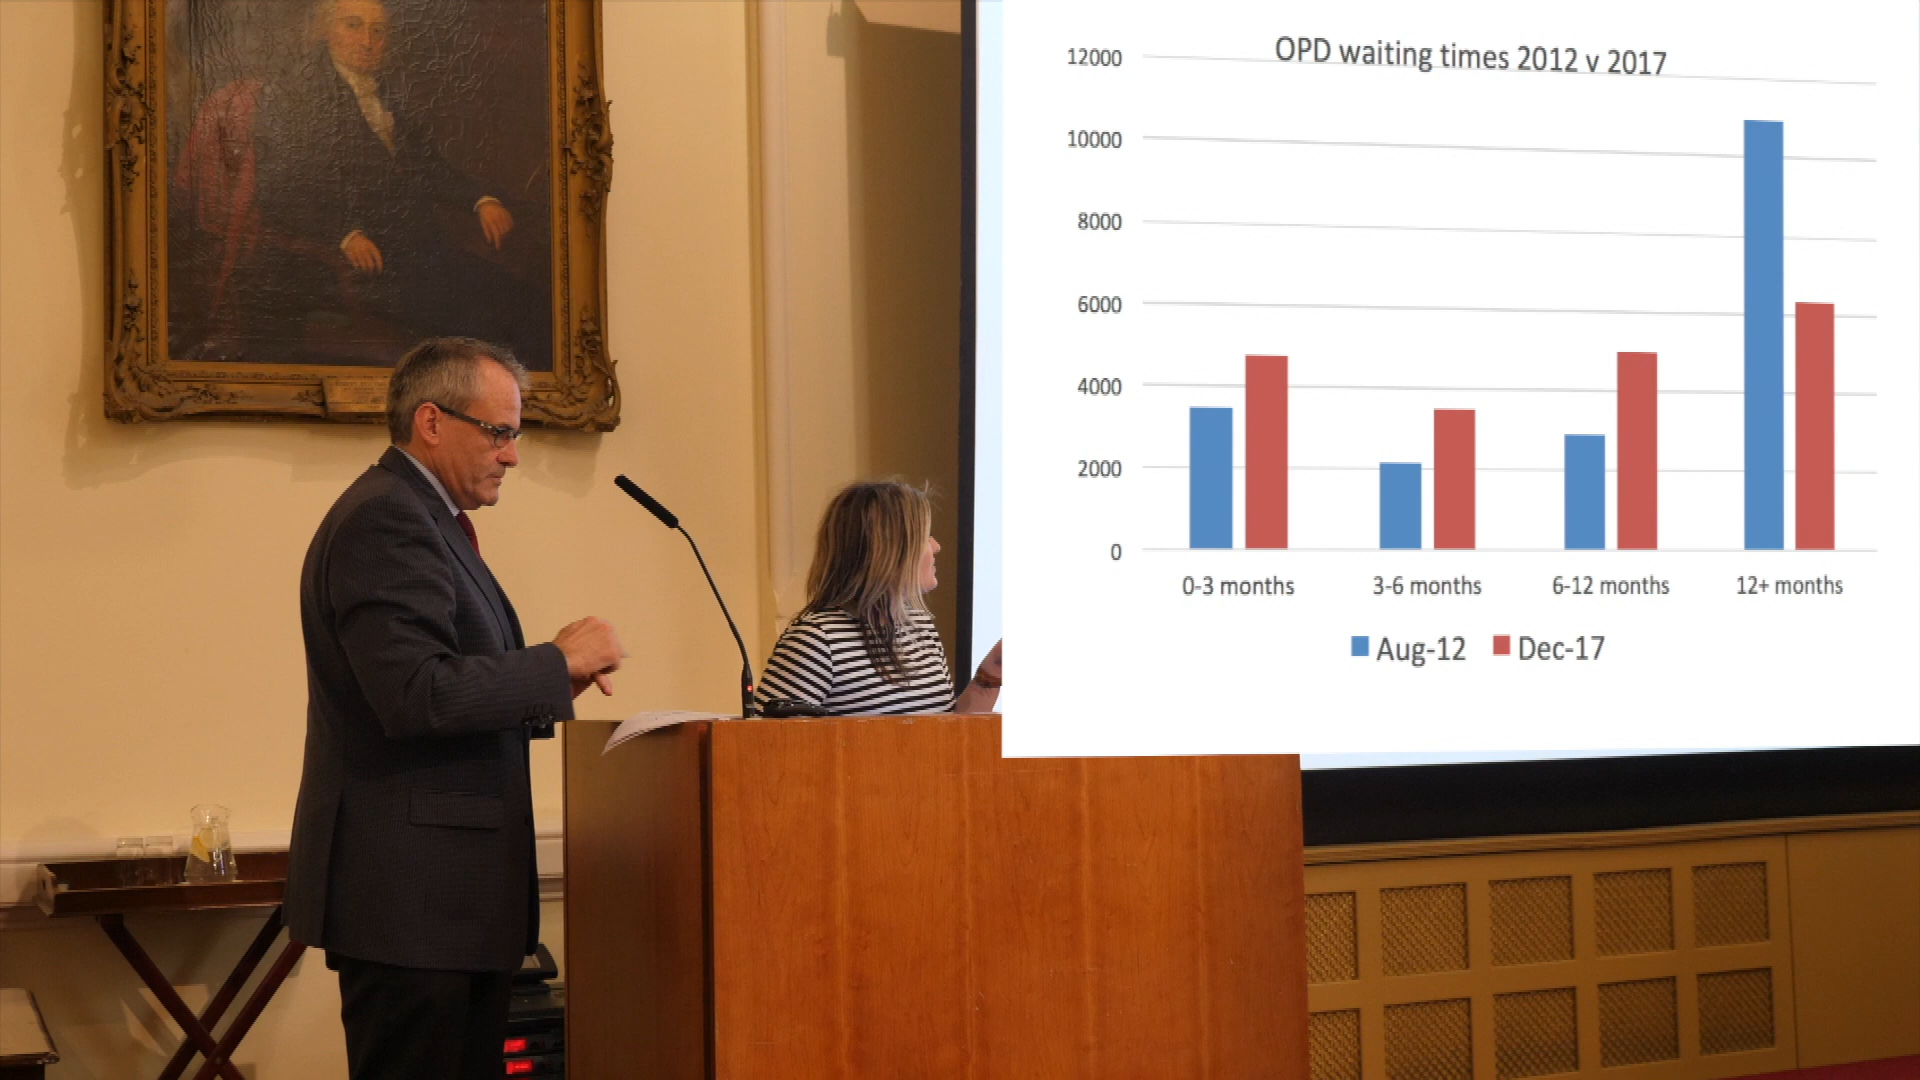 OPD waiting times 2012 v 2017
12000
10000
8000
6000
4000
2000
0
0-3 months 3-6 months 6-12 months 12+ months
Aug-12 Dec-17